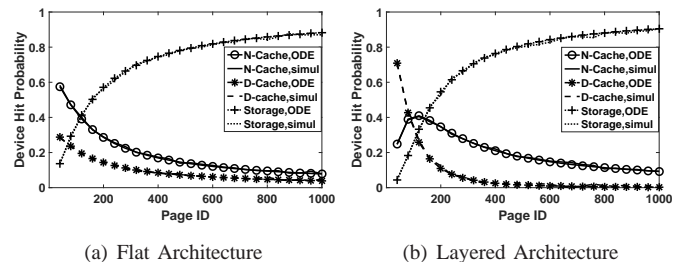 Device Hit Probability
1
0.8
0.6
0.4
0.2
0
N-Cache,ODE
N-Cache,simul
D-Cache,ODE
D-cache,simul
Storage,ODE
Storage,simul
200 400 600 800 1000
Page ID
(a) Flat Architecture
Device Hit Probability
1
0.8
0.6
0.4
0.2
0
N-Cache,ODE
N-Cache,simul
D-Cache,ODE
D-cache,simul
Storage,ODE
Storage,simul
200 400 600 800 1000
Page ID
(b) Layered Architecture